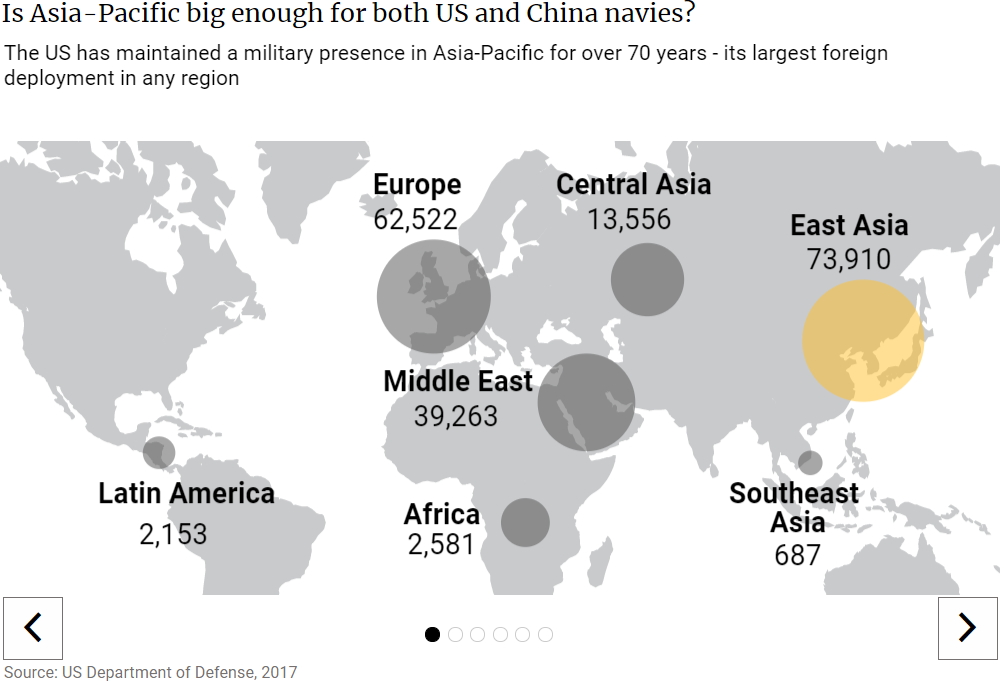 Is Asia-Pacific big enough for both US and China navies?
The US has maintained a military presence in Asia-Pacific for over 70 years - its largest foreign
deployment in any region
Europe
62,522
Central Asia
13,556
East Asia
73,910
Middle East
39,263
Latin America
2,153
Africa
2,581
Southeast
Asia
687
Source: US Department of Defense, 2017